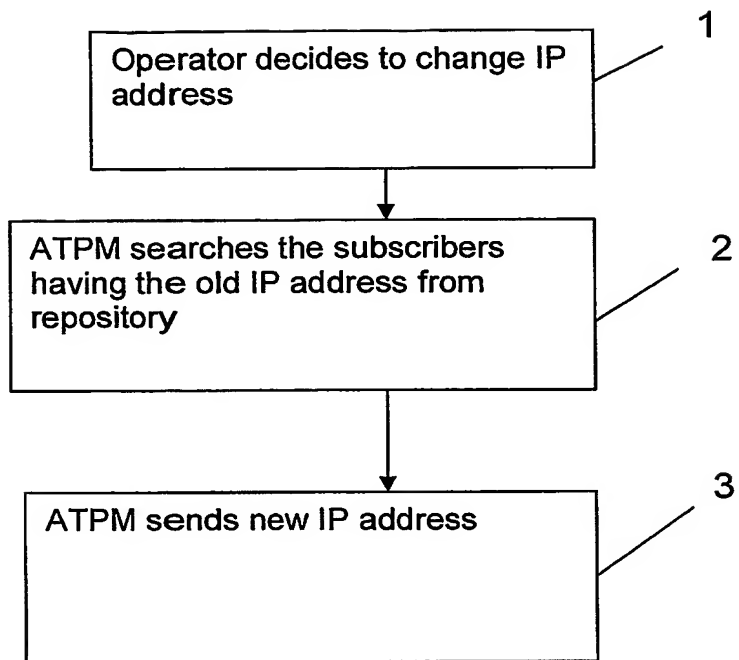 1
Operator decides to change IP
address
2
ATPM searches the subscribers
having the old IP address from
repository
3
ATPM sends new IP address